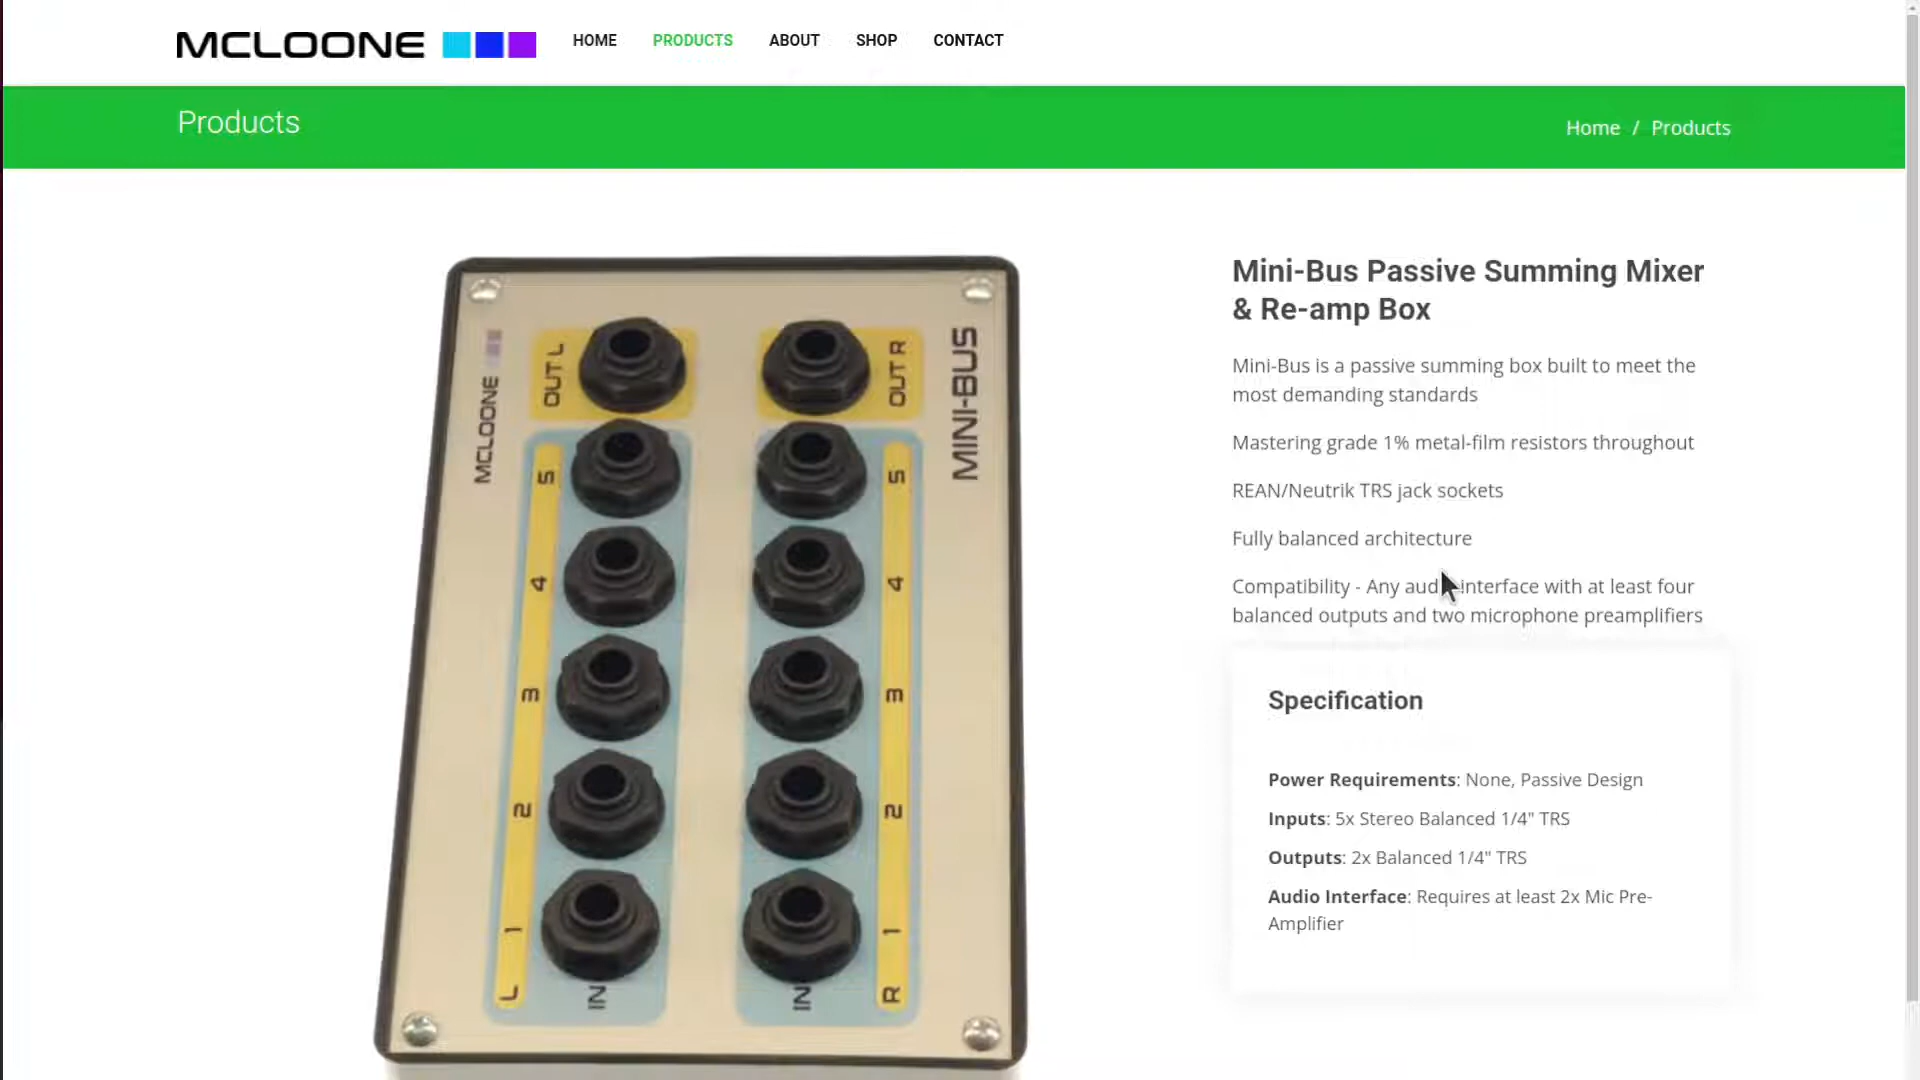 MCLOONE
HOME PRODUCTS ABOUT SHOP CONTACT
Products
Home / Products
MCLOONE
OUT L
OUT R
MINI-BUS
5
4
3
2
1
L
IN
5
4
3
2
1
R
IN
Mini-Bus Passive Summing Mixer
& Re-amp Box
Mini-Bus is a passive summing box built to meet the
most demanding standards
Mastering grade 1% metal-film resistors throughout
REAN/Neutrik TRS jack sockets
Fully balanced architecture
Compatibility - Any audio interface with at least four
balanced outputs and two microphone preamplifiers
Specification
Power Requirements: None, Passive Design
Inputs: 5x Stereo Balanced 1/4" TRS
Outputs: 2x Balanced 1/4" TRS
Audio Interface: Requires at least 2x Mic Pre-
Amplifier